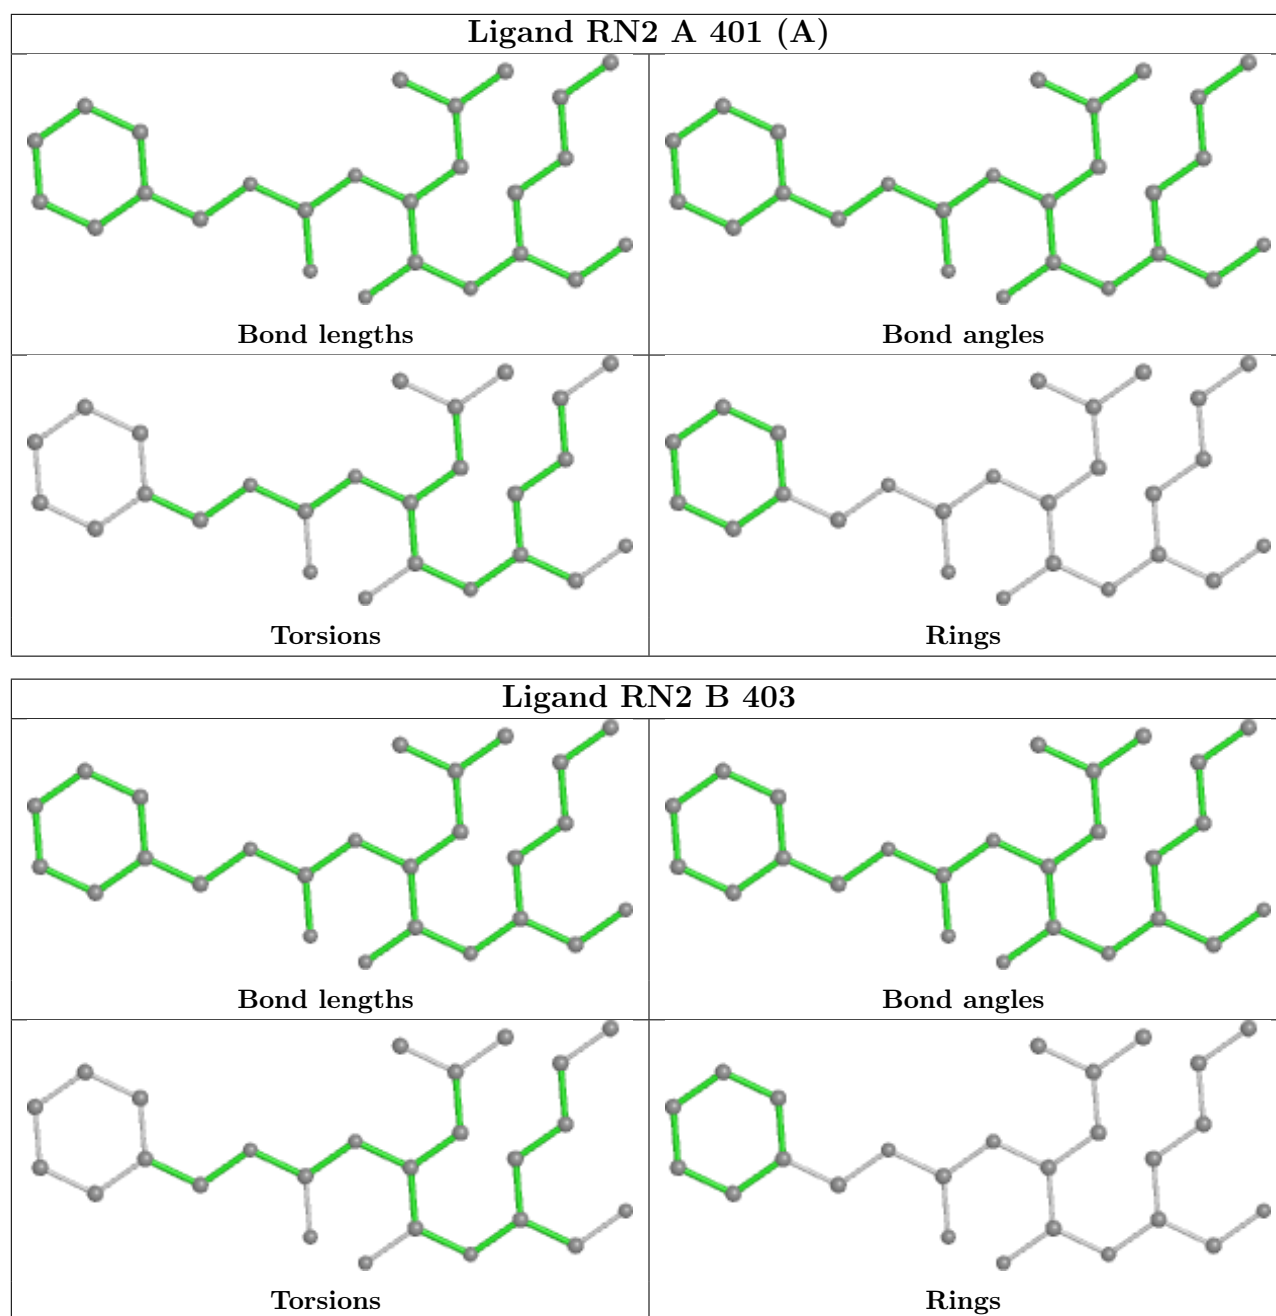 Ligand RN2 A 401 (A)
Bond lengths
Bond angles
Torsions
Rings
Ligand RN2 B 403
Bond lengths
Bond angles
Torsions
Rings